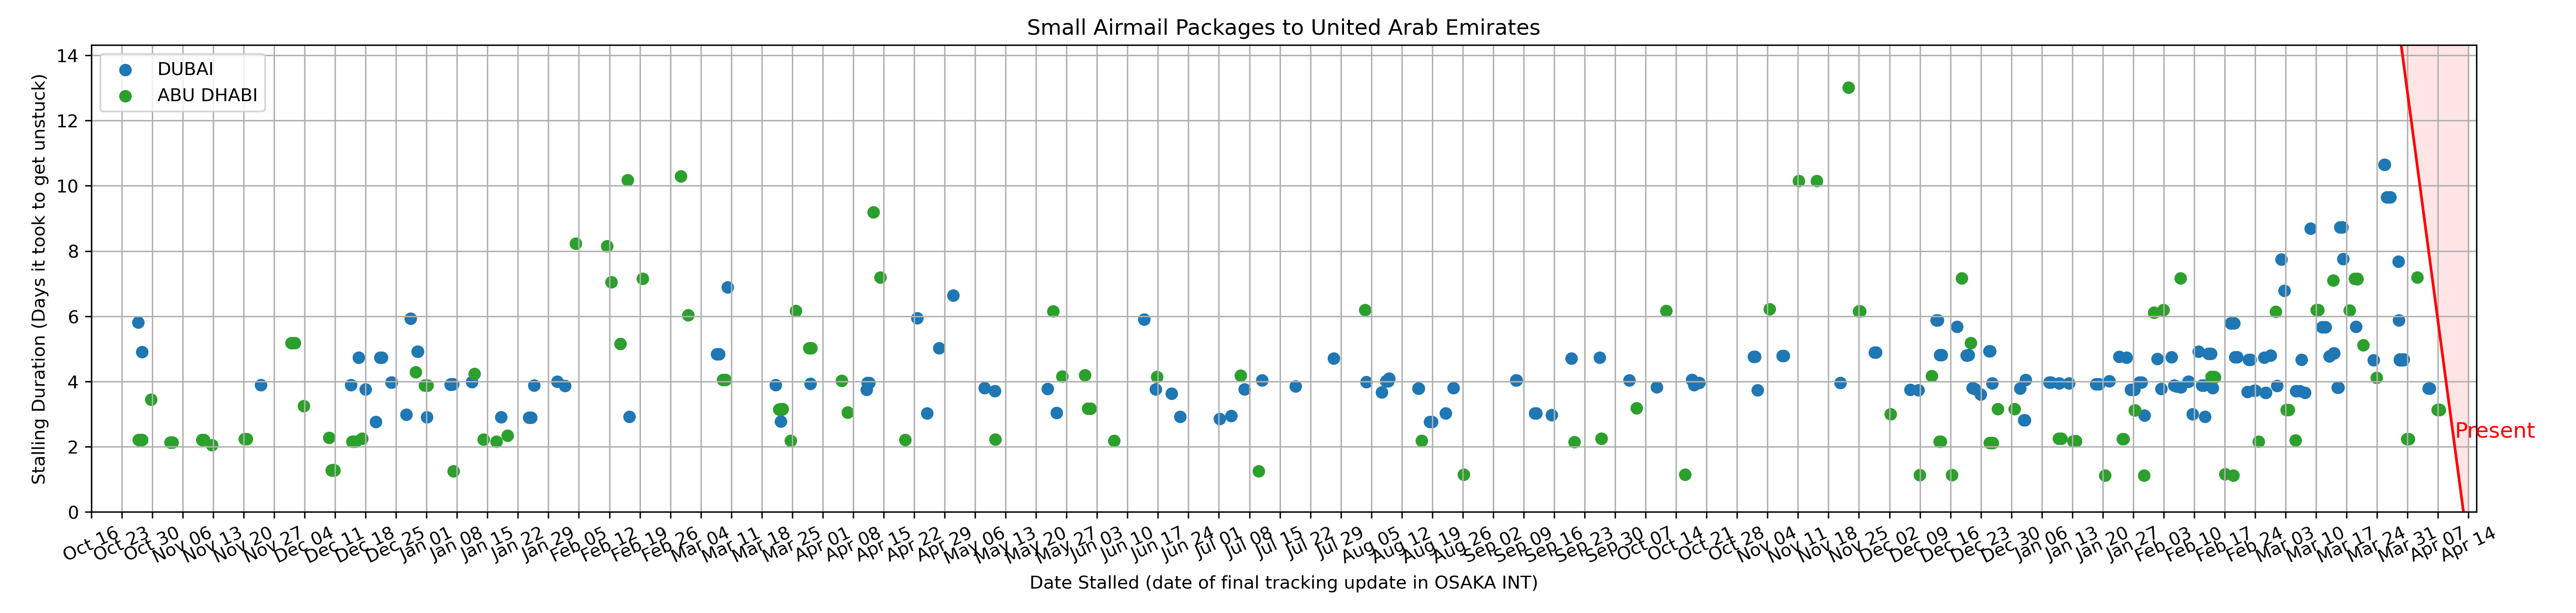 Small Airmail Packages to United Arab Emirates
DUBAI
ABU DHABI
Stalling Duration (Days it took to get unstuck)
14
12
10
8
6
4
2
0
Present
Oct 16
Oct 23
Oct 30
Nov 06
Nov 13
Nov 20
Nov 27
Dec 04
Dec 11
Dec 18
Dec 25
Jan 01
Jan 08
Jan 15
Jan 22
Jan 29
Feb 05
Feb 12
Feb 19
Feb 26
Mar 04
Mar 11
Mar 18
Mar 25
Apr 01
Apr 08
Apr 15
Apr 22
Apr 29
May 06
May 13
May 20
May 27
Jun 03
Jun 10
Jun 17
Jun 24
Jul 01
Jul 08
Jul 15
Jul 22
Jul 29
Aug 05
Aug 12
Aug 19
Aug 26
Sep 02
Sep 09
Sep 16
Sep 23
Sep 30
Oct 07
Oct 14
Oct 21
Oct 28
Nov 04
Nov 11
Nov 18
Nov 25
Dec 02
Dec 09
Dec 16
Dec 23
Dec 30
Jan 06
Jan 13
Jan 20
Jan 27
Feb 03
Feb 10
Feb 17
Feb 24
Mar 03
Mar 10
Mar 17
Mar 24
Mar 31
Apr 07
Apr 14
Date Stalled (date of final tracking update in OSAKA INT)